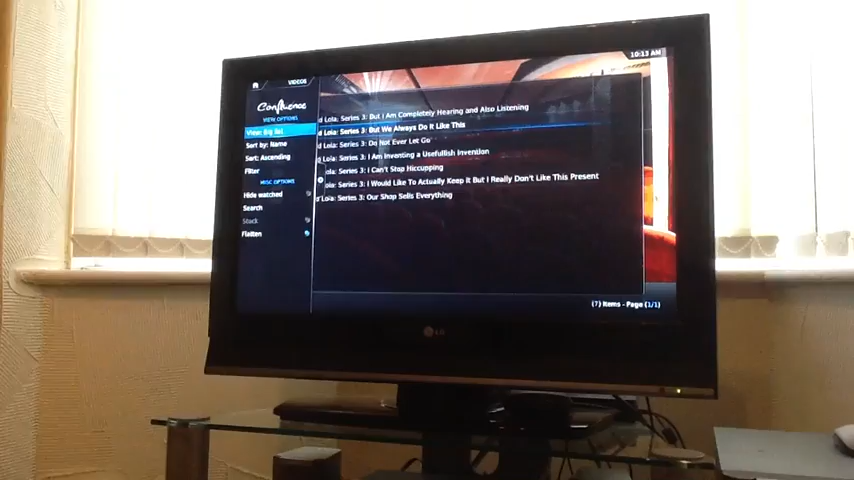 10:13 AM
VIDEOS
Confluence
VIEW OPTIONS
View: Big list
Sort by: Name
Sort: Ascending
Filter
MISC OPTIONS
Hide watched
Search
Stack
Flatten
d Lola: Series 3: But I Am Completely Hearing and Also Listening
d Lola: Series 3: But We Always Do It Like This
d Lola: Series 3: Do Not Ever Let Go
d Lola: Series 3: I Am Inventing a Usefullish Invention
ola: Series 3: I Can't Stop Hiccupping
ola: Series 3: I Would Like To Actually Keep It But I Really Don't Like This Present
d Lola: Series 3: Our Shop Sells Everything
(7) Items - Page (1/1)
LG